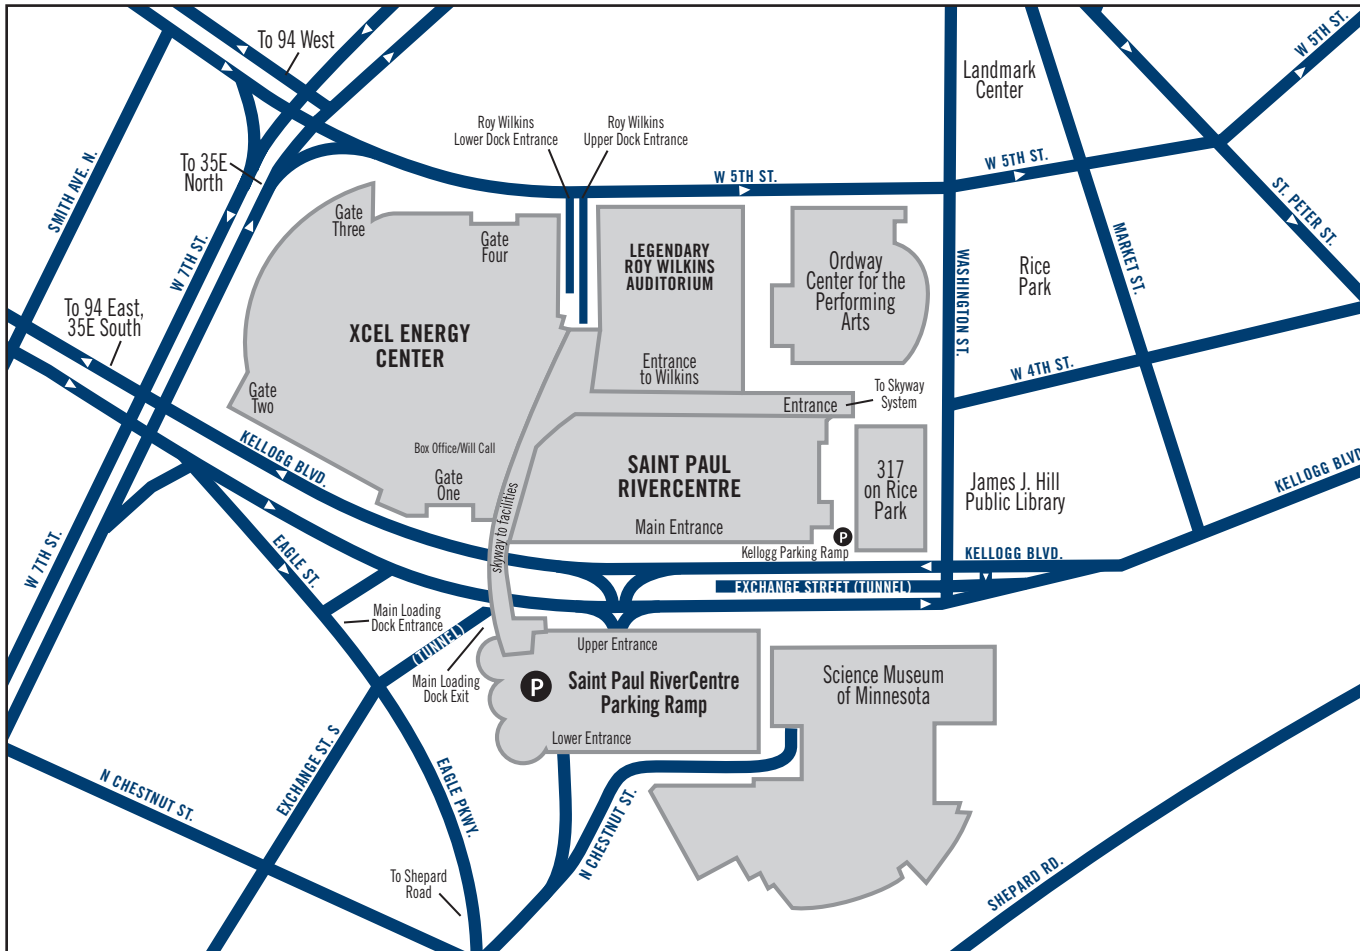 To 94 West
W 5TH ST.
Landmark
Center
Roy Wilkins
Lower Dock Entrance
Roy Wilkins
Upper Dock Entrance
SMITH AVE. N.
To 35E
North
W 5TH ST.
W 5TH ST.
ST. PETER ST.
Gate
Three
Gate
Four
W 7TH ST.
LEGENDARY
ROY WILKINS
AUDITORIUM
Ordway
Center for the
Performing
Arts
WASHINGTON ST.
Rice
Park
MARKET ST.
To 94 East,
35E South
XCEL ENERGY
CENTER
Entrance
to Wilkins
W 4TH ST.
Gate
Two
Entrance
To Skyway
System
KELLOGG BLVD.
Box Office/Will Call
Gate
One
skyway to facilities
SAINT PAUL
RIVERCENTRE
Main Entrance
317
on Rice
Park
James J. Hill
Public Library
KELLOGG BLVD.
P
Kellogg Parking Ramp
KELLOGG BLVD.
W 7TH ST.
EAGLE ST.
EXCHANGE STREET (TUNNEL)
Main Loading
Dock Entrance
(TUNNEL)
Main Loading
Dock Exit
Upper Entrance
P
Saint Paul RiverCentre
Parking Ramp
Lower Entrance
Science Museum
of Minnesota
N CHESTNUT ST.
EXCHANGE ST. S
EAGLE PKWY.
N CHESTNUT ST.
To Shepard
Road
SHEPARD RD.